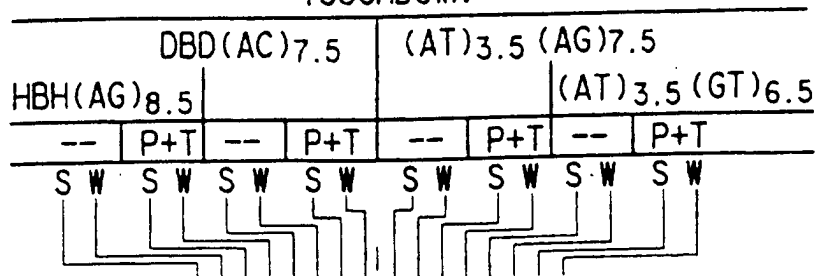 DBD(AC)7.5 (AT)3.5(AG)7.5
HBH(AG)8.5 (AT)3.5(GT)6.5
-- P+T -- P+T -- P+T -- P+T
S W S W S W S W S W S W S W S W